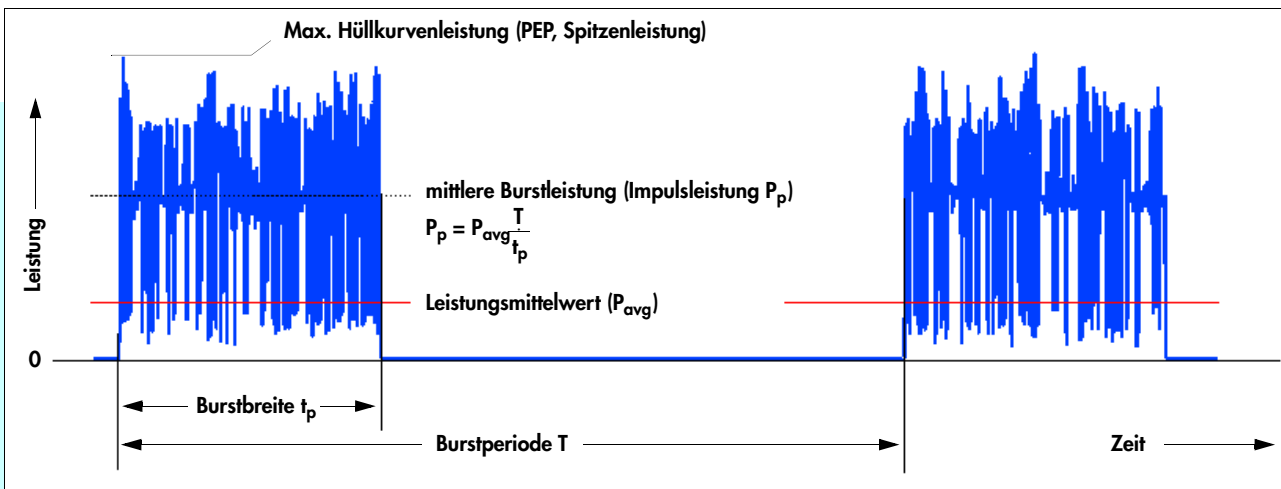 Max. Hüllkurvenleistung (PEP, Spitzenleistung)
Leistung
mittlere Burstleistung (Impulsleistung Pp)
Pp = Pavg T/tp
Leistungsmittelwert (Pavg)
0
Burstbreite tp
Burstperiode T
Zeit